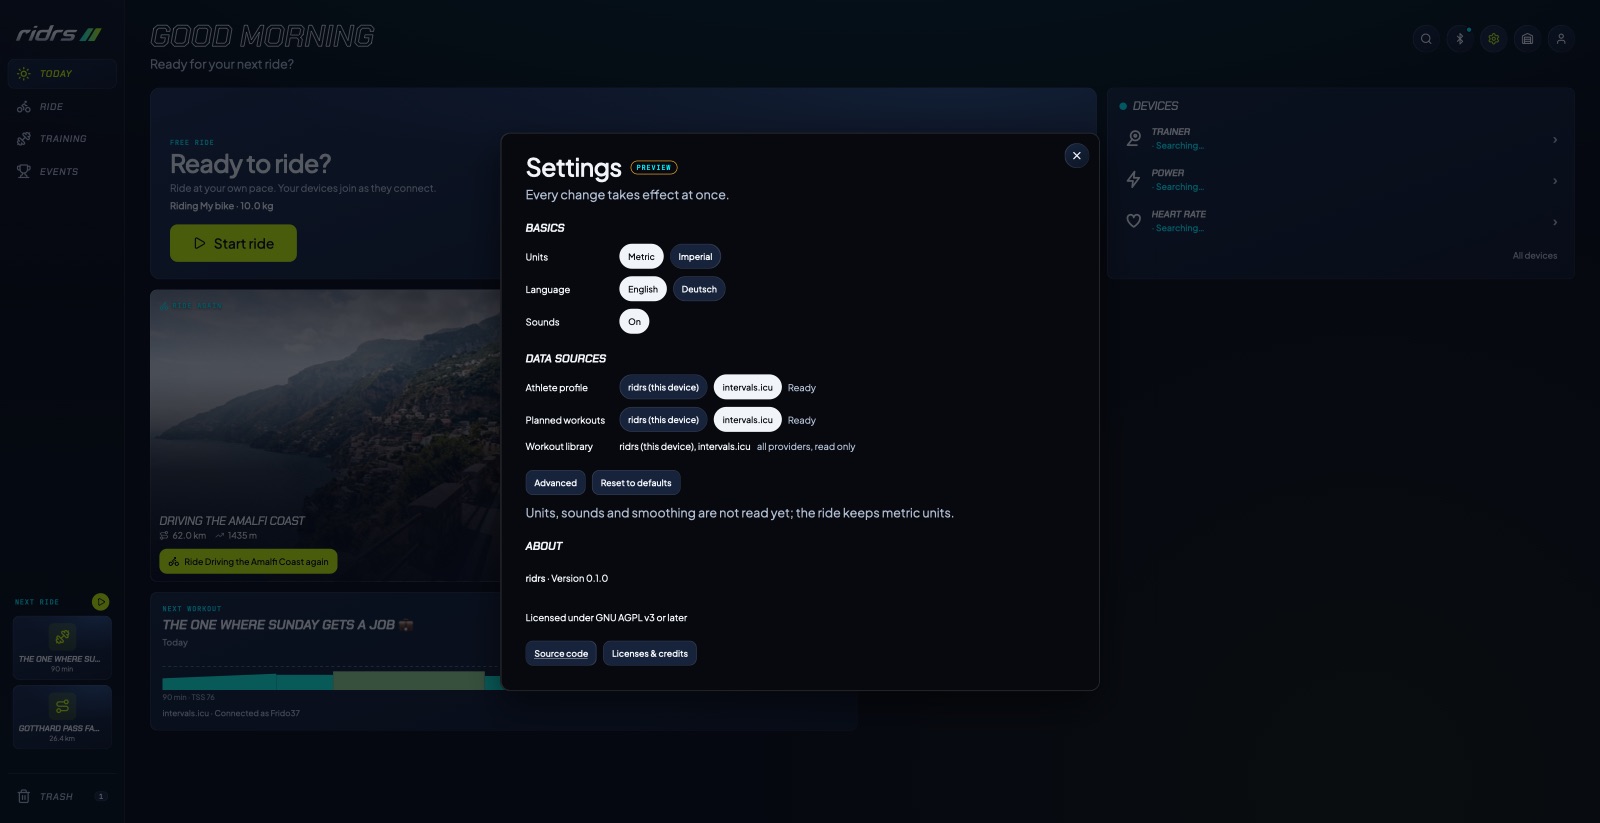 ridrs
GOOD MORNING
Ready for your next ride?
TODAY
RIDE
TRAINING
EVENTS
FREE RIDE
Ready to ride?
Ride at your own pace. Your devices join as they connect.
Riding My bike · 10.0 kg
Start ride
RIDE AGAIN
DRIVING THE AMALFI COAST
62.0 km 1435 m
Ride Driving the Amalfi Coast again
NEXT WORKOUT
THE ONE WHERE SUNDAY GETS A JOB
Today
90 min · TSS 76
intervals.icu · Connected as Frido37
NEXT RIDE
THE ONE WHERE SU...
90 min
GOTTHARD PASS FA...
26.4 km
TRASH 1
Settings PREVIEW
Every change takes effect at once.
BASICS
Units Metric Imperial
Language English Deutsch
Sounds On
DATA SOURCES
Athlete profile ridrs (this device) intervals.icu Ready
Planned workouts ridrs (this device) intervals.icu Ready
Workout library ridrs (this device), intervals.icu all providers, read only
Advanced Reset to defaults
Units, sounds and smoothing are not read yet; the ride keeps metric units.
ABOUT
ridrs · Version 0.1.0
Licensed under GNU AGPL v3 or later
Source code Licenses & credits
DEVICES
TRAINER
· Searching...
POWER
· Searching...
HEART RATE
· Searching...
All devices